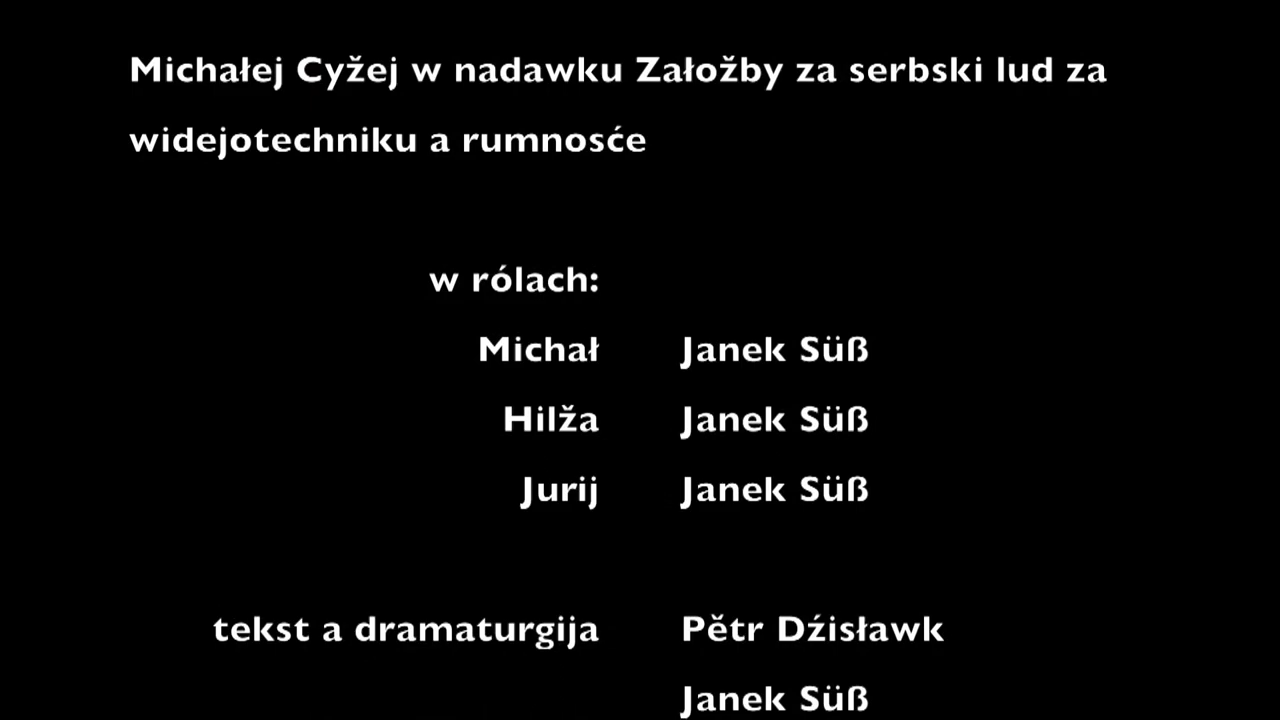 Michałej Cyžej w nadawku Załožby za serbski lud za
widejotechniku a rumnosće
w rólach:
Michał Janek Süß
Hilža Janek Süß
Jurij Janek Süß
tekst a dramaturgija Pětr Dźisławk
Janek Süß